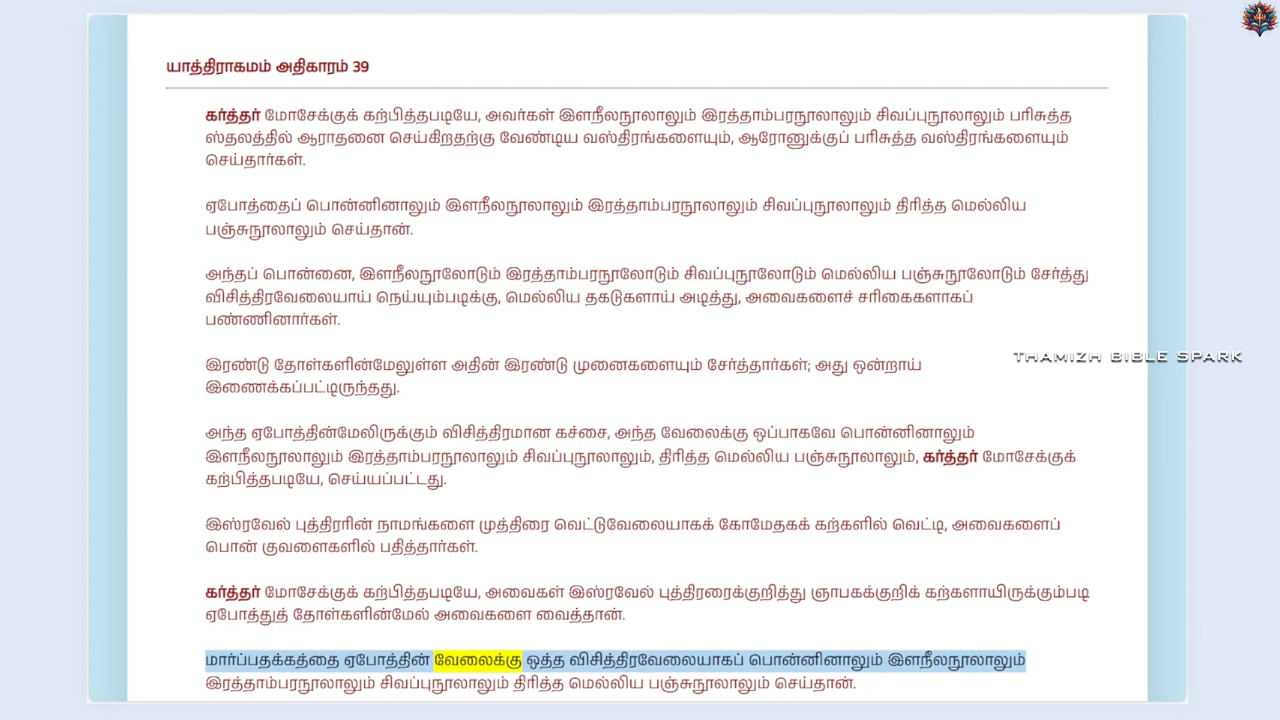 யாத்திராகமம் அதிகாரம் 39
கர்த்தர் மோசேக்குக் கற்பித்தபடியே, அவர்கள் இளநீலநூலாலும் இரத்தாம்பரநூலாலும் சிவப்புநூலாலும் பரிசுத்த
ஸ்தலத்தில் ஆராதனை செய்கிறதற்கு வேண்டிய வஸ்திரங்களையும், ஆரோனுக்குப் பரிசுத்த வஸ்திரங்களையும்
செய்தார்கள்.
ஏபோத்தைப் பொன்னினாலும் இளநீலநூலாலும் இரத்தாம்பரநூலாலும் சிவப்புநூலாலும் திரித்த மெல்லிய
பஞ்சுநூலாலும் செய்தான்.
அந்தப் பொன்னை, இளநீலநூலோடும் இரத்தாம்பரநூலோடும் சிவப்புநூலோடும் மெல்லிய பஞ்சுநூலோடும் சேர்த்து
விசித்திரவேலையாய் நெய்யும்படிக்கு, மெல்லிய தகடுகளாய் அடித்து, அவைகளைச் சரிகைகளாகப்
பண்ணினார்கள்.
THAMIZH BIBLE SPARK
இரண்டு தோள்களின்மேலுள்ள அதின் இரண்டு முனைகளையும் சேர்த்தார்கள்; அது ஒன்றாய்
இணைக்கப்பட்டிருந்தது.
அந்த ஏபோத்தின்மேலிருக்கும் விசித்திரமான கச்சை, அந்த வேலைக்கு ஒப்பாகவே பொன்னினாலும்
இளநீலநூலாலும் இரத்தாம்பரநூலாலும் சிவப்புநூலாலும், திரித்த மெல்லிய பஞ்சுநூலாலும், கர்த்தர் மோசேக்குக்
கற்பித்தபடியே, செய்யப்பட்டது.
இஸ்ரவேல் புத்திரரின் நாமங்களை முத்திரை வெட்டுவேலையாகக் கோமேதகக் கற்களில் வெட்டி, அவைகளைப்
பொன் குவளைகளில் பதித்தார்கள்.
கர்த்தர் மோசேக்குக் கற்பித்தபடியே, அவைகள் இஸ்ரவேல் புத்திரரைக்குறித்து ஞாபகக்குறிக் கற்களாயிருக்கும்படி
ஏபோத்துத் தோள்களின்மேல் அவைகளை வைத்தான்.
மார்ப்பதக்கத்தை ஏபோத்தின் வேலைக்கு ஒத்த விசித்திரவேலையாகப் பொன்னினாலும் இளநீலநூலாலும்
இரத்தாம்பரநூலாலும் சிவப்புநூலாலும் திரித்த மெல்லிய பஞ்சுநூலாலும் செய்தான்.